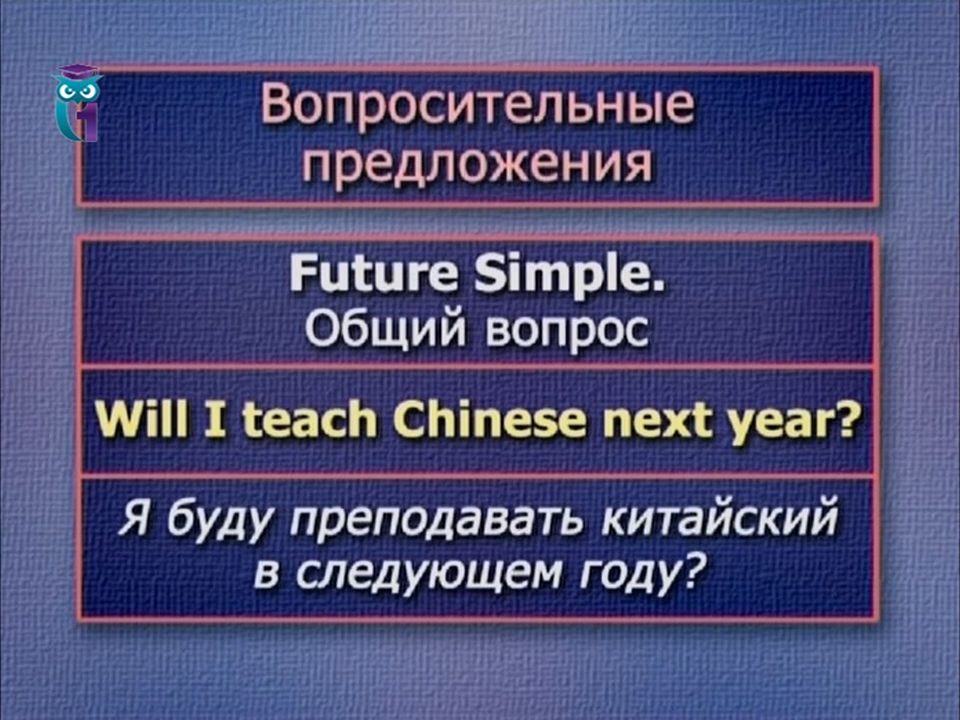 Вопросительные
предложения
Future Simple.
Общий вопрос
Will I teach Chinese next year?
Я буду преподавать китайский
в следующем году?